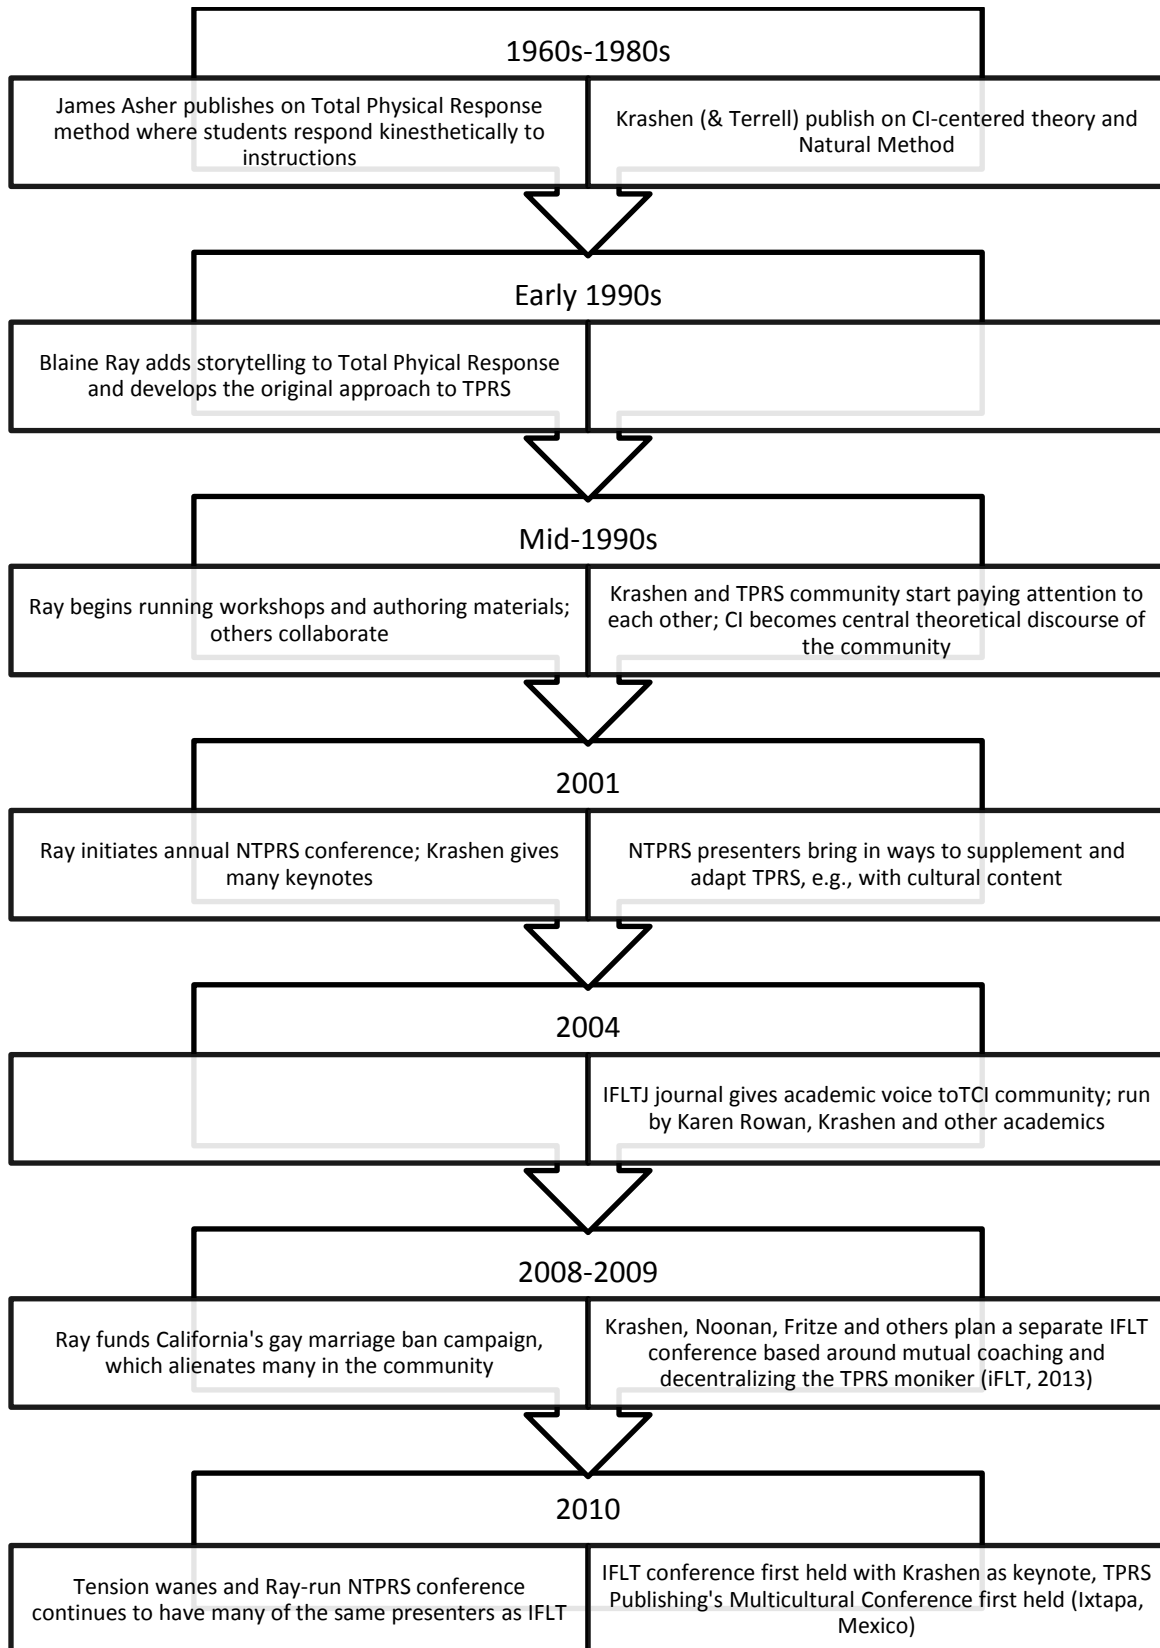 1960s-1980s
James Asher publishes on Total Physical Response
method where students respond kinesthetically to
instructions
Krashen (& Terrell) publish on CI-centered theory and
Natural Method
Early 1990s
Blaine Ray adds storytelling to Total Phyical Response
and develops the original approach to TPRS
Mid-1990s
Ray begins running workshops and authoring materials;
others collaborate
Krashen and TPRS community start paying attention to
each other; CI becomes central theoretical discourse of
the community
2001
Ray initiates annual NTPRS conference; Krashen gives
many keynotes
NTPRS presenters bring in ways to supplement and
adapt TPRS, e.g., with cultural content
2004
IFLTJ journal gives academic voice toTCI community; run
by Karen Rowan, Krashen and other academics
2008-2009
Ray funds California's gay marriage ban campaign,
which alienates many in the community
Krashen, Noonan, Fritze and others plan a separate IFLT
conference based around mutual coaching and
decentralizing the TPRS moniker (iFLT, 2013)
2010
Tension wanes and Ray-run NTPRS conference
continues to have many of the same presenters as IFLT
IFLT conference first held with Krashen as keynote, TPRS
Publishing's Multicultural Conference first held (Ixtapa,
Mexico)